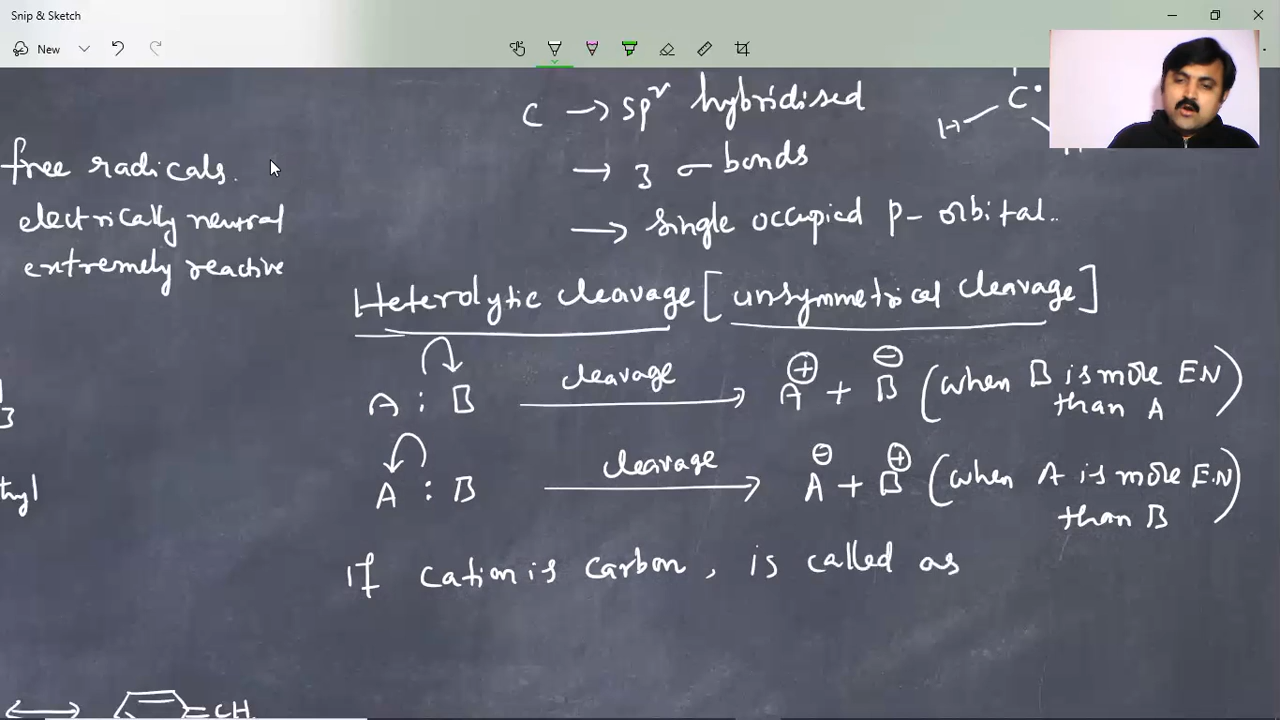 Snip & Sketch
New
C → sp² hybridised
→ 3 σ-bonds
→ single occupied p-orbital..
C
H
free radicals.
electrically neutral
extremely reactive
Heterolytic cleavage [unsymmetrical cleavage]
A : B cleavage → A⊕ + B⊖ (when B is more EN than A)
A : B cleavage → A⊖ + B⊕ (when A is more E.N than B)
thyl
If cation is carbon, is called as
↔ =CH